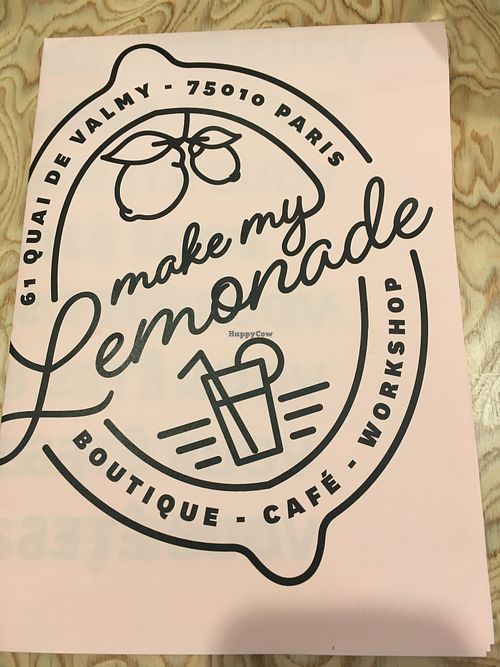 61 QUAI DE VALMY - 75010 PARIS
make my
Lemonade
HappyCow
BOUTIQUE - CAFÉ - WORKSHOP